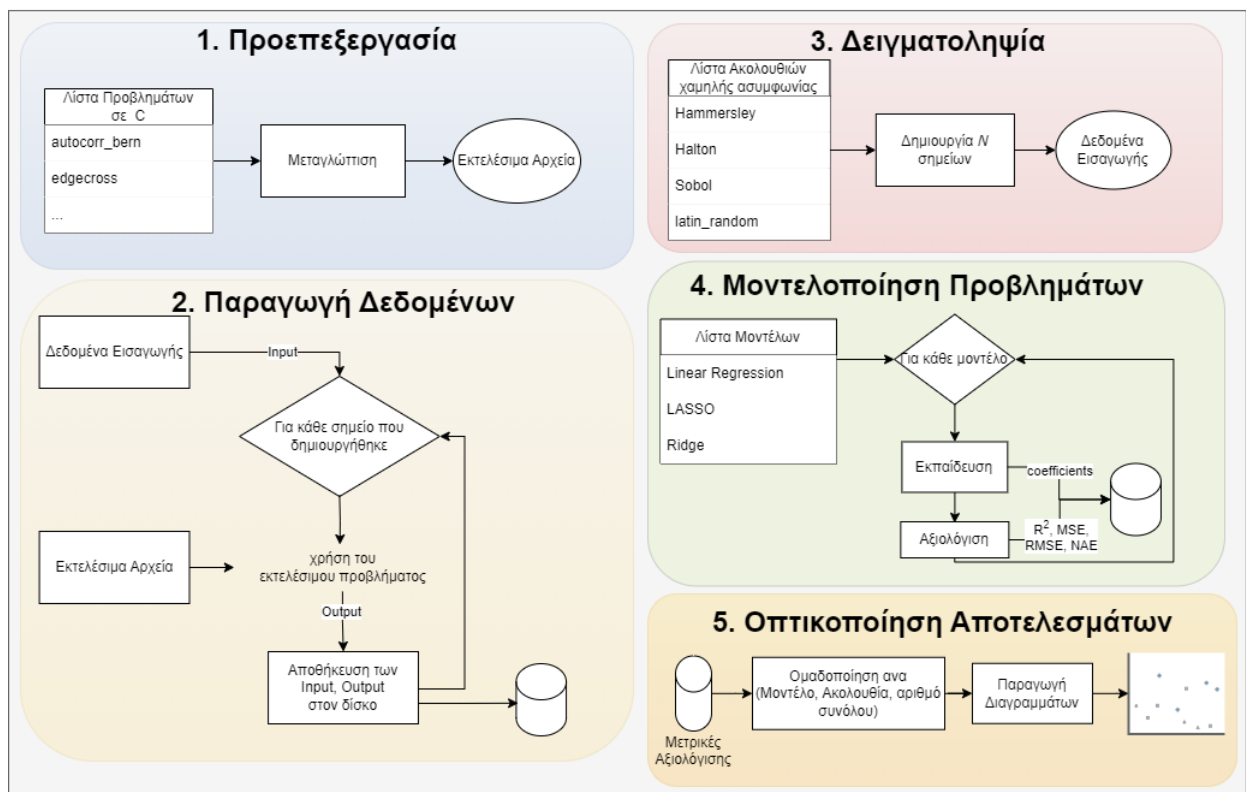 1. Προεπεξεργασία
Λίστα Προβλημάτων
σε C
autocorr_bern
edgecross
...
Μεταγλώττιση
Εκτελέσιμα Αρχεία
2. Παραγωγή Δεδομένων
Δεδομένα Εισαγωγής
Input
Για κάθε σημείο που
δημιουργήθηκε
Εκτελέσιμα Αρχεία
χρήση του
εκτελέσιμου προβλήματος
Output
Αποθήκευση των
Input, Output
στον δίσκο
3. Δειγματοληψία
Λίστα Ακολουθιών
χαμηλής ασυμφωνίας
Hammersley
Halton
Sobol
latin_random
Δημιουργία N
σημείων
Δεδομένα
Εισαγωγής
4. Μοντελοποίηση Προβλημάτων
Λίστα Μοντέλων
Linear Regression
LASSO
Ridge
Για κάθε μοντέλο
Εκπαίδευση
coefficients
Αξιολόγιση
R², MSE,
RMSE, NAE
5. Οπτικοποίηση Αποτελεσμάτων
Μετρικές
Αξιολόγισης
Ομαδοποίηση ανα
(Μοντέλο, Ακολουθία, αριθμό
συνόλου)
Παραγωγή
Διαγραμμάτων